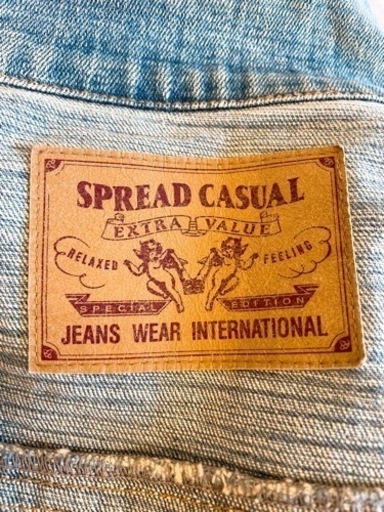 SPREAD CASUAL
EXTRA VALUE
RELAXED FEELING
SPECIAL EDITION
JEANS WEAR INTERNATIONAL